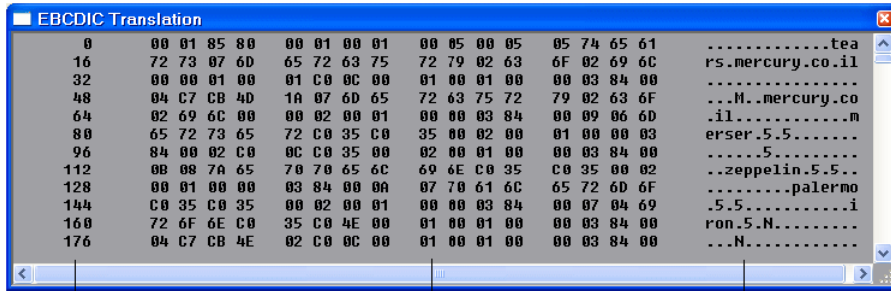 EBCDIC Translation
0 00 01 85 80 00 01 00 01 00 05 00 05 05 74 65 61 .............tea
16 72 73 07 6D 65 72 63 75 72 79 02 63 6F 02 69 6C rs.mercury.co.il
32 00 00 01 00 01 C0 0C 00 01 00 01 00 00 03 84 00 ................
48 04 C7 CB 4D 1A 07 6D 65 72 63 75 72 79 02 63 6F ...M..mercury.co
64 02 69 6C 00 00 02 00 01 00 00 03 84 00 09 06 6D .il............m
80 65 72 73 65 72 C0 35 C0 35 00 02 00 01 00 00 03 erser.5.5.......
96 84 00 02 C0 0C C0 35 00 02 00 01 00 00 03 84 00 ......5.........
112 0B 08 7A 65 70 70 65 6C 69 6E C0 35 C0 35 00 02 ..zeppelin.5.5..
128 00 01 00 00 03 84 00 0A 07 70 61 6C 65 72 6D 6F .........palermo
144 C0 35 C0 35 00 02 00 01 00 00 03 84 00 07 04 69 .5.5...........i
160 72 6F 6E C0 35 C0 4E 00 01 00 01 00 00 03 84 00 ron.5.N.........
176 04 C7 CB 4E 02 C0 0C 00 01 00 01 00 00 03 84 00 ...N............